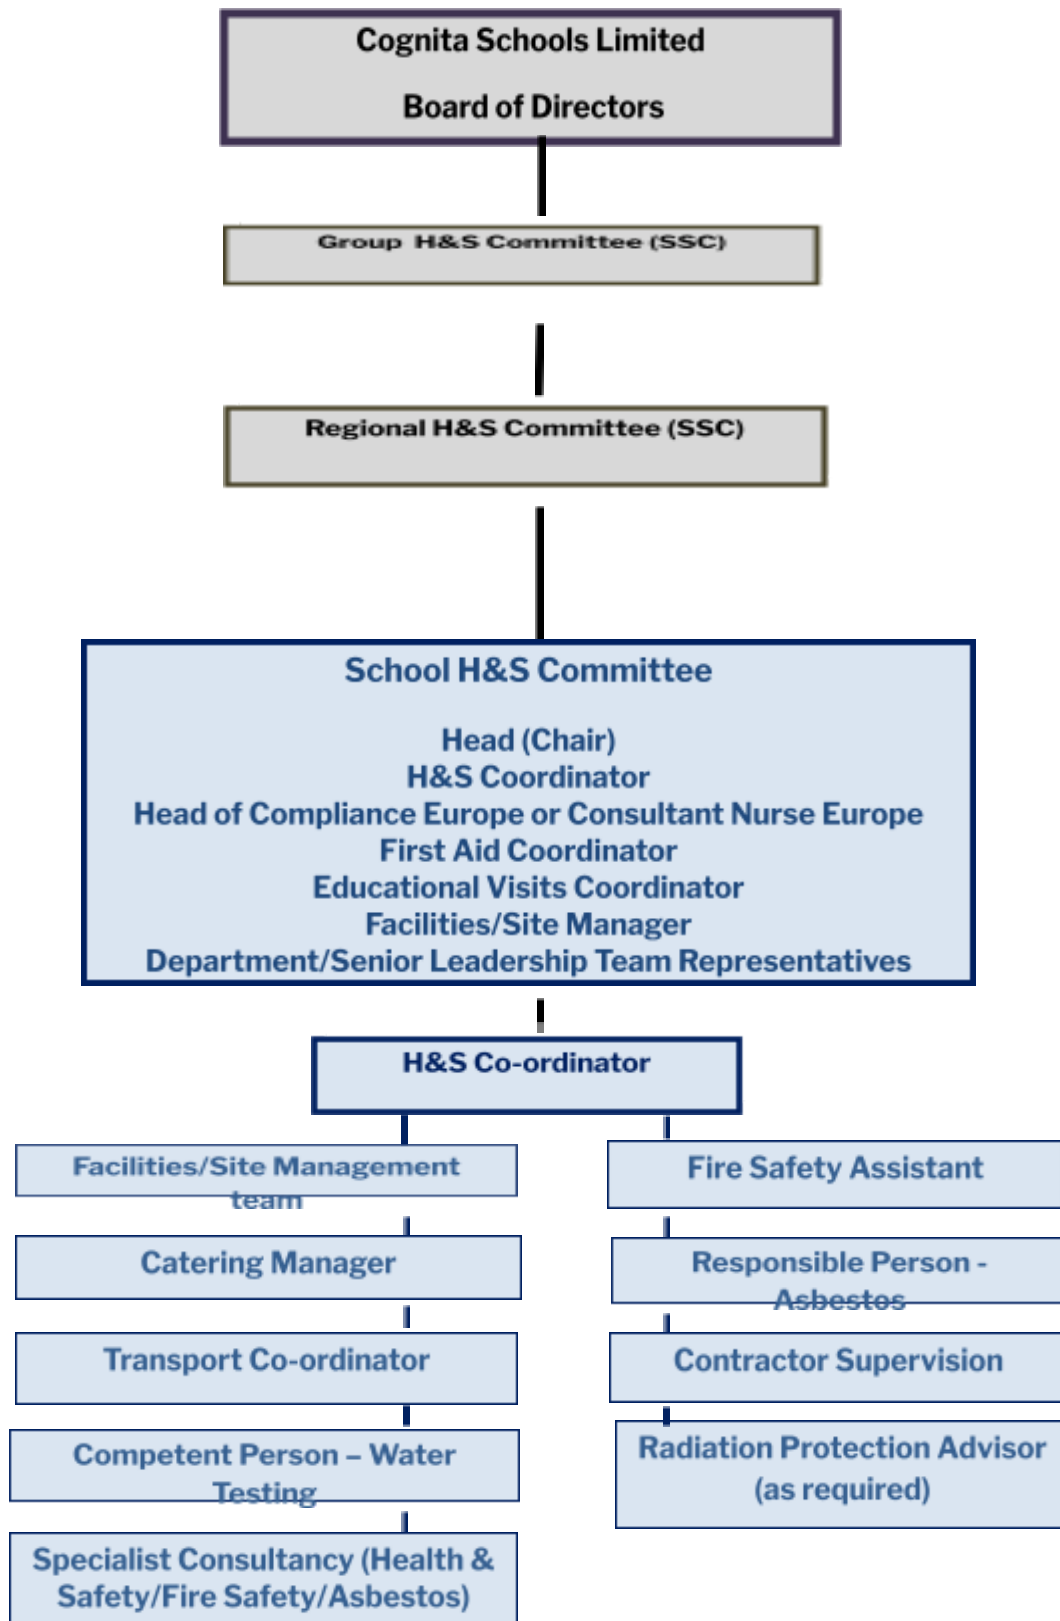 Cognita Schools Limited
Board of Directors
Group H&S Committee (SSC)
Regional H&S Committee (SSC)
School H&S Committee
Head (Chair)
H&S Coordinator
Head of Compliance Europe or Consultant Nurse Europe
First Aid Coordinator
Educational Visits Coordinator
Facilities/Site Manager
Department/Senior Leadership Team Representatives
H&S Co-ordinator
Facilities/Site Management
team
Catering Manager
Transport Co-ordinator
Competent Person – Water
Testing
Specialist Consultancy (Health &
Safety/Fire Safety/Asbestos)
Fire Safety Assistant
Responsible Person -
Asbestos
Contractor Supervision
Radiation Protection Advisor
(as required)